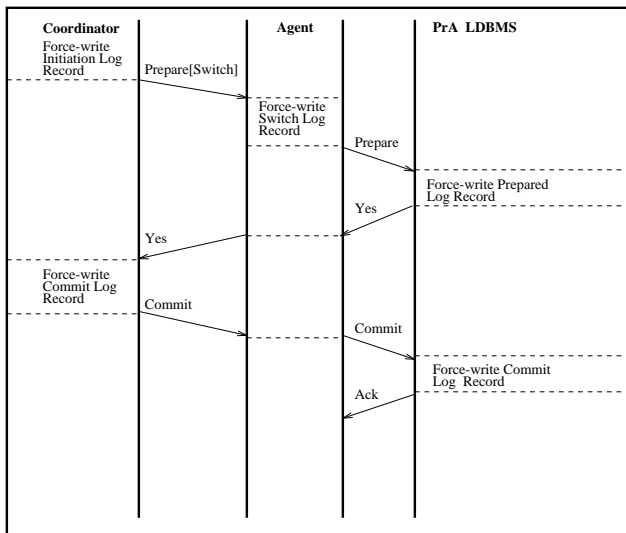 Coordinator Agent PrA LDBMS
Force-write
Initiation Log
Record
Prepare[Switch]
Force-write
Switch Log
Record
Prepare
Force-write Prepared
Log Record
Yes
Yes
Force-write
Commit Log
Record
Commit
Commit
Force-write Commit
Log Record
Ack